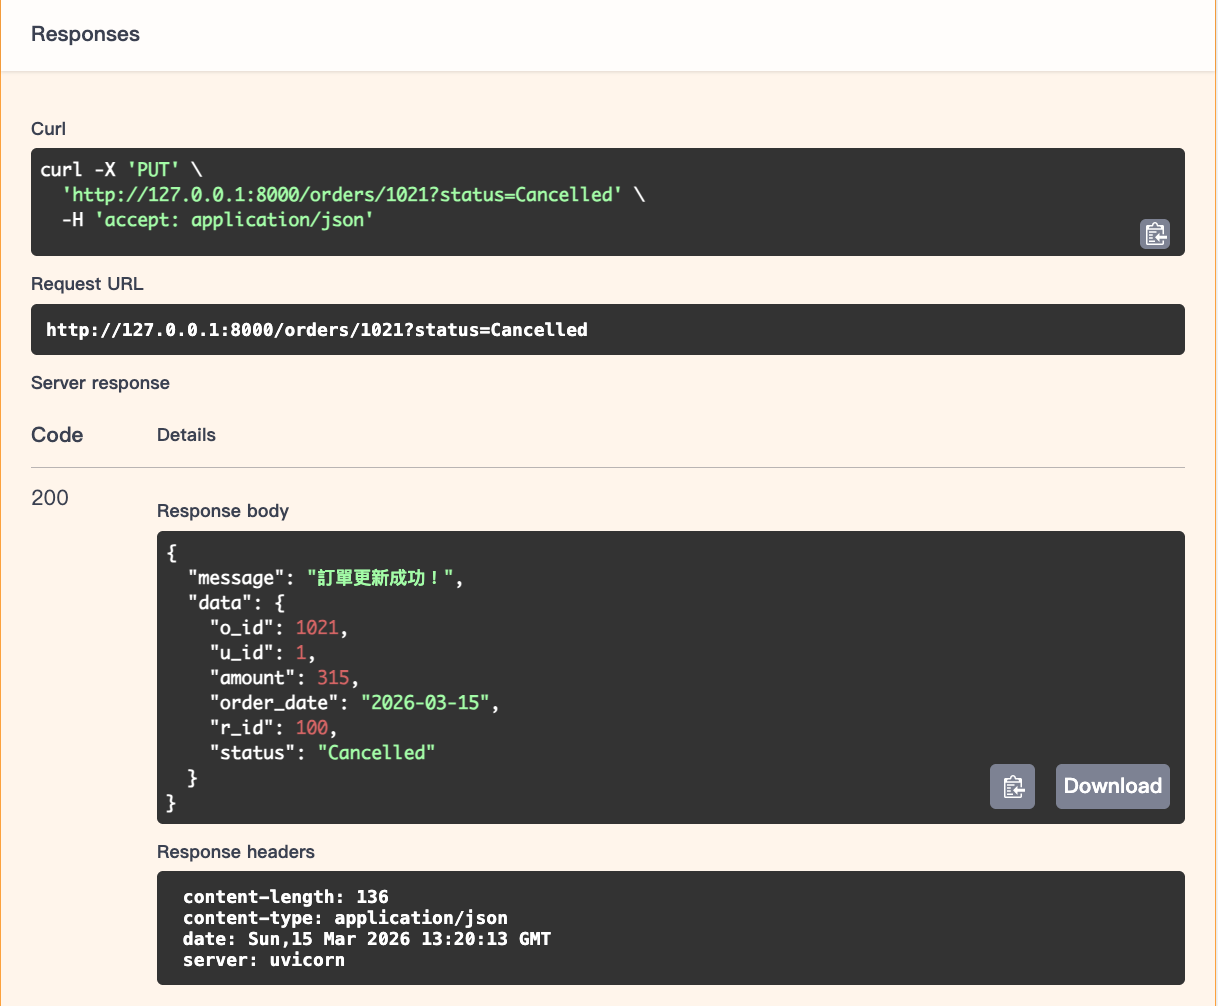 Responses
Curl
curl -X 'PUT' \
  'http://127.0.0.1:8000/orders/1021?status=Cancelled' \
  -H 'accept: application/json'
Request URL
http://127.0.0.1:8000/orders/1021?status=Cancelled
Server response
Code Details
200
Response body
{
  "message": "訂單更新成功！",
  "data": {
    "o_id": 1021,
    "u_id": 1,
    "amount": 315,
    "order_date": "2026-03-15",
    "r_id": 100,
    "status": "Cancelled"
  }
}
Download
Response headers
content-length: 136
content-type: application/json
date: Sun,15 Mar 2026 13:20:13 GMT
server: uvicorn